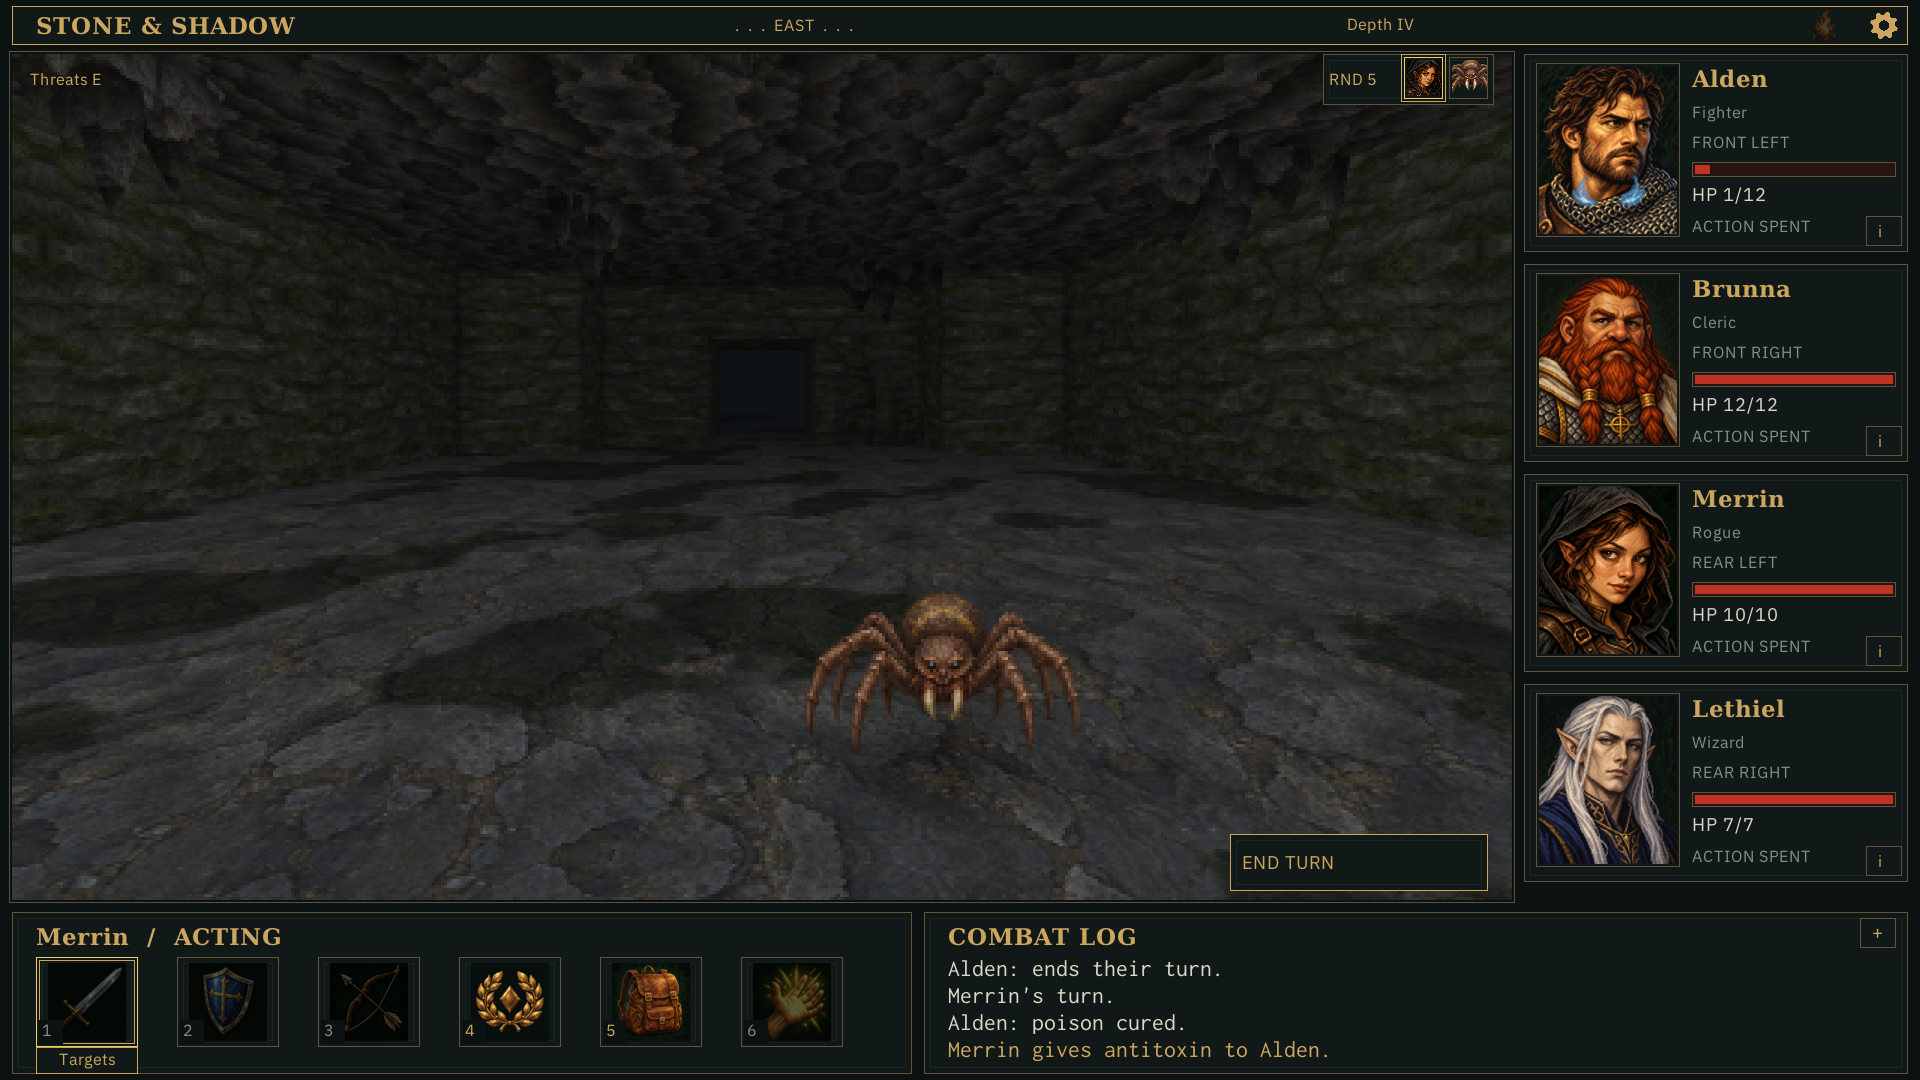 STONE & SHADOW
. . . EAST . . .
Depth IV
Threats E
RND 5
Alden
Fighter
FRONT LEFT
HP 1/12
ACTION SPENT
i
Brunna
Cleric
FRONT RIGHT
HP 12/12
ACTION SPENT
i
Merrin
Rogue
REAR LEFT
HP 10/10
ACTION SPENT
i
Lethiel
Wizard
REAR RIGHT
HP 7/7
ACTION SPENT
i
END TURN
Merrin / ACTING
1
2
3
4
5
6
Targets
COMBAT LOG
+
Alden: ends their turn.
Merrin's turn.
Alden: poison cured.
Merrin gives antitoxin to Alden.